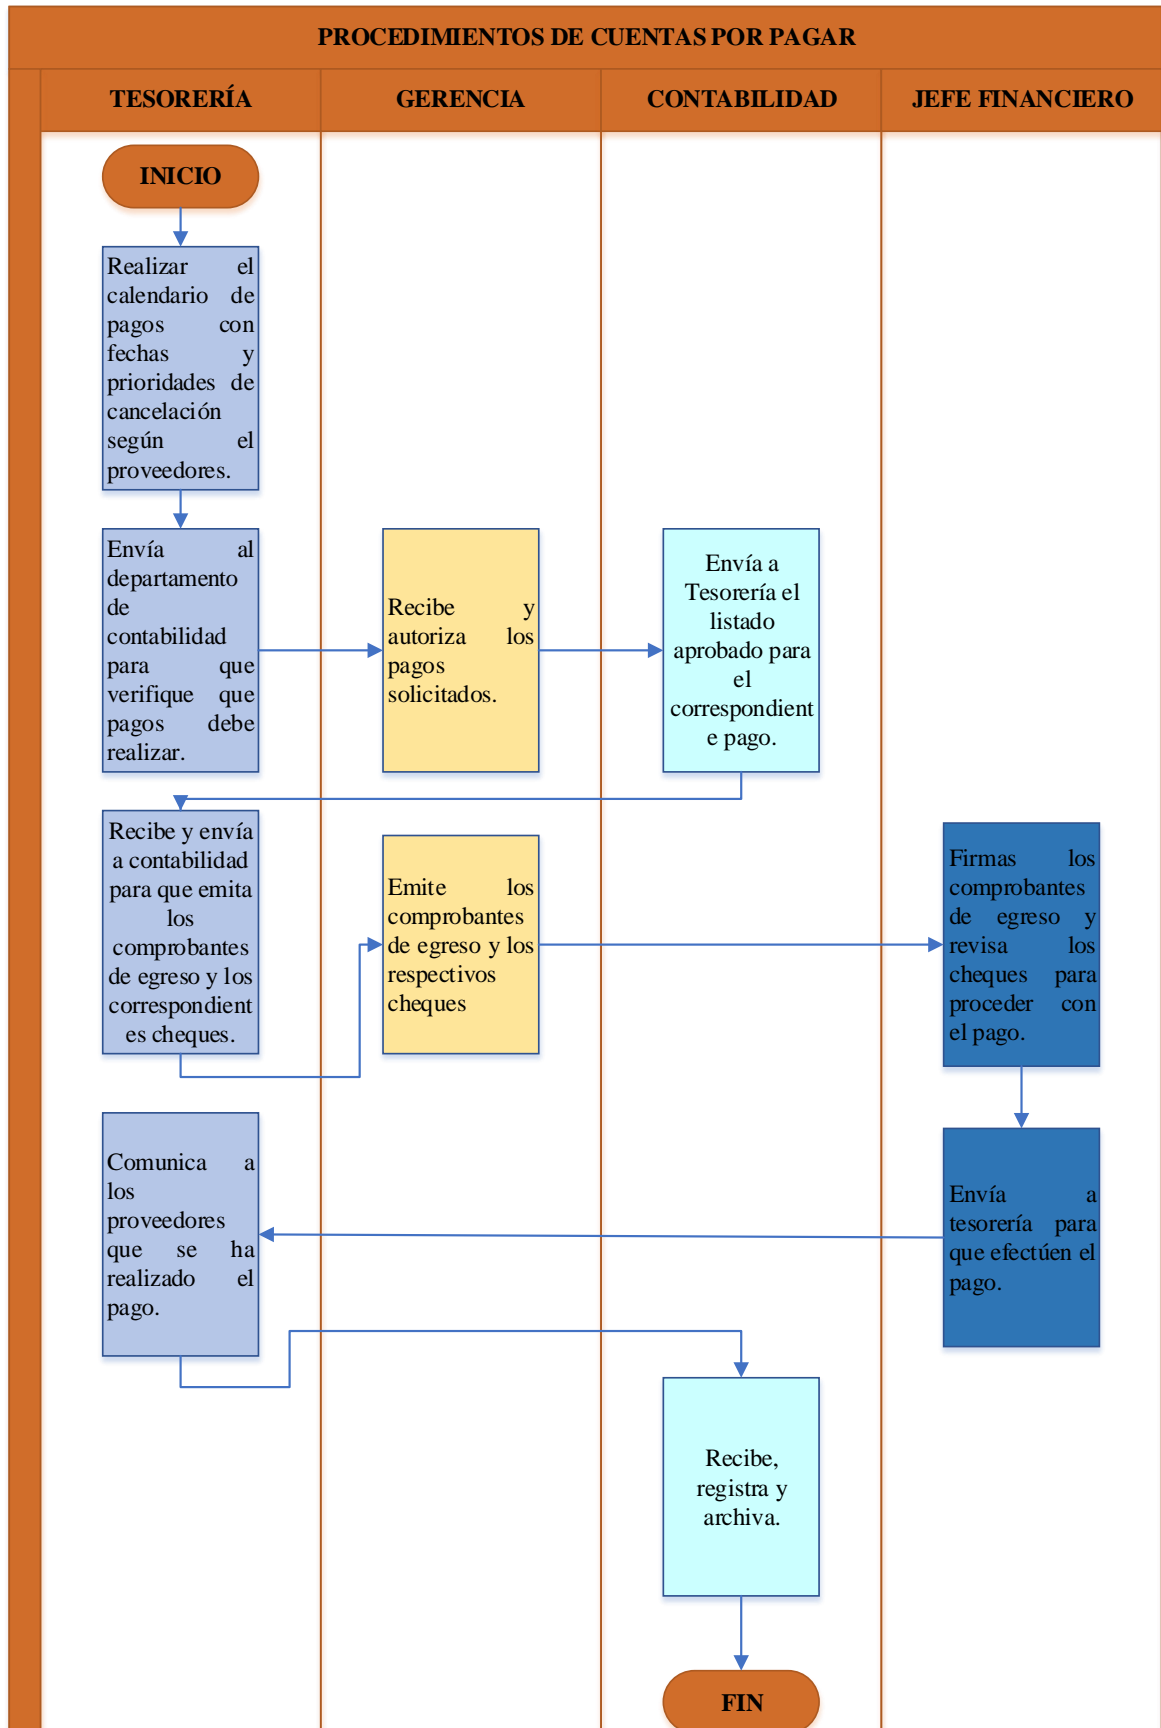 PROCEDIMIENTOS DE CUENTAS POR PAGAR
TESORERÍA
GERENCIA
CONTABILIDAD
JEFE FINANCIERO
INICIO
Realizar el
calendario de
pagos con
fechas y
prioridades de
cancelación
según el
proveedores.
Envía al
departamento
de
contabilidad
para que
verifique que
pagos debe
realizar.
Recibe y
autoriza los
pagos
solicitados.
Envía a
Tesorería el
listado
aprobado para
el
correspondient
e pago.
Recibe y envía
a contabilidad
para que emita
los
comprobantes
de egreso y los
correspondient
es cheques.
Emite los
comprobantes
de egreso y los
respectivos
cheques
Firmas los
comprobantes
de egreso y
revisa los
cheques para
proceder con
el pago.
Envía a
tesorería para
que efectúen el
pago.
Comunica a
los
proveedores
que se ha
realizado el
pago.
Recibe,
registra y
archiva.
FIN